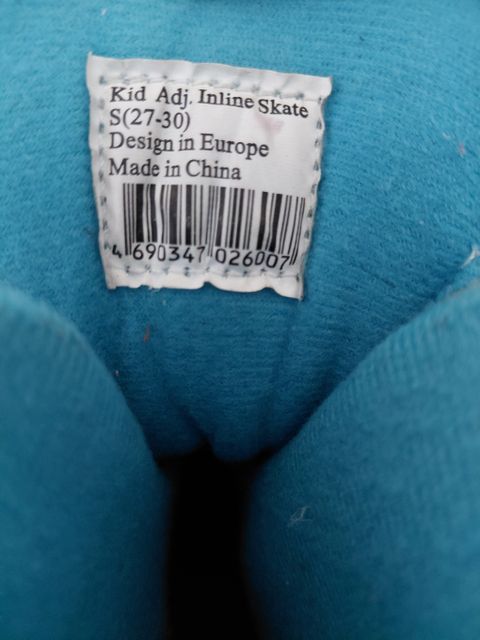 Kid Adj. Inline Skate
S(27-30)
Design in Europe
Made in China
4 690347 026007